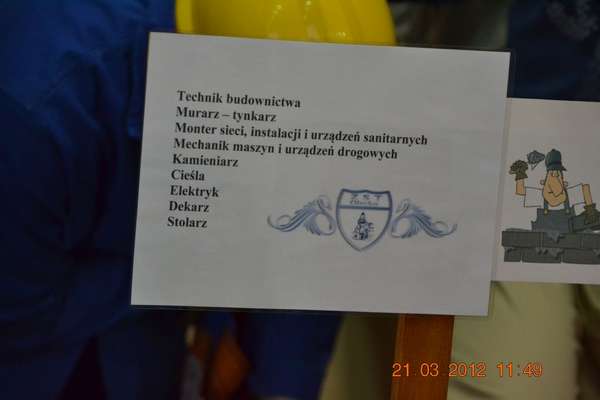 Technik budownictwa
Murarz – tynkarz
Monter sieci, instalacji i urządzeń sanitarnych
Mechanik maszyn i urządzeń drogowych
Kamieniarz
Cieśla
Elektryk
Dekarz
Stolarz
Z.S.T
21.03.2012 11:49